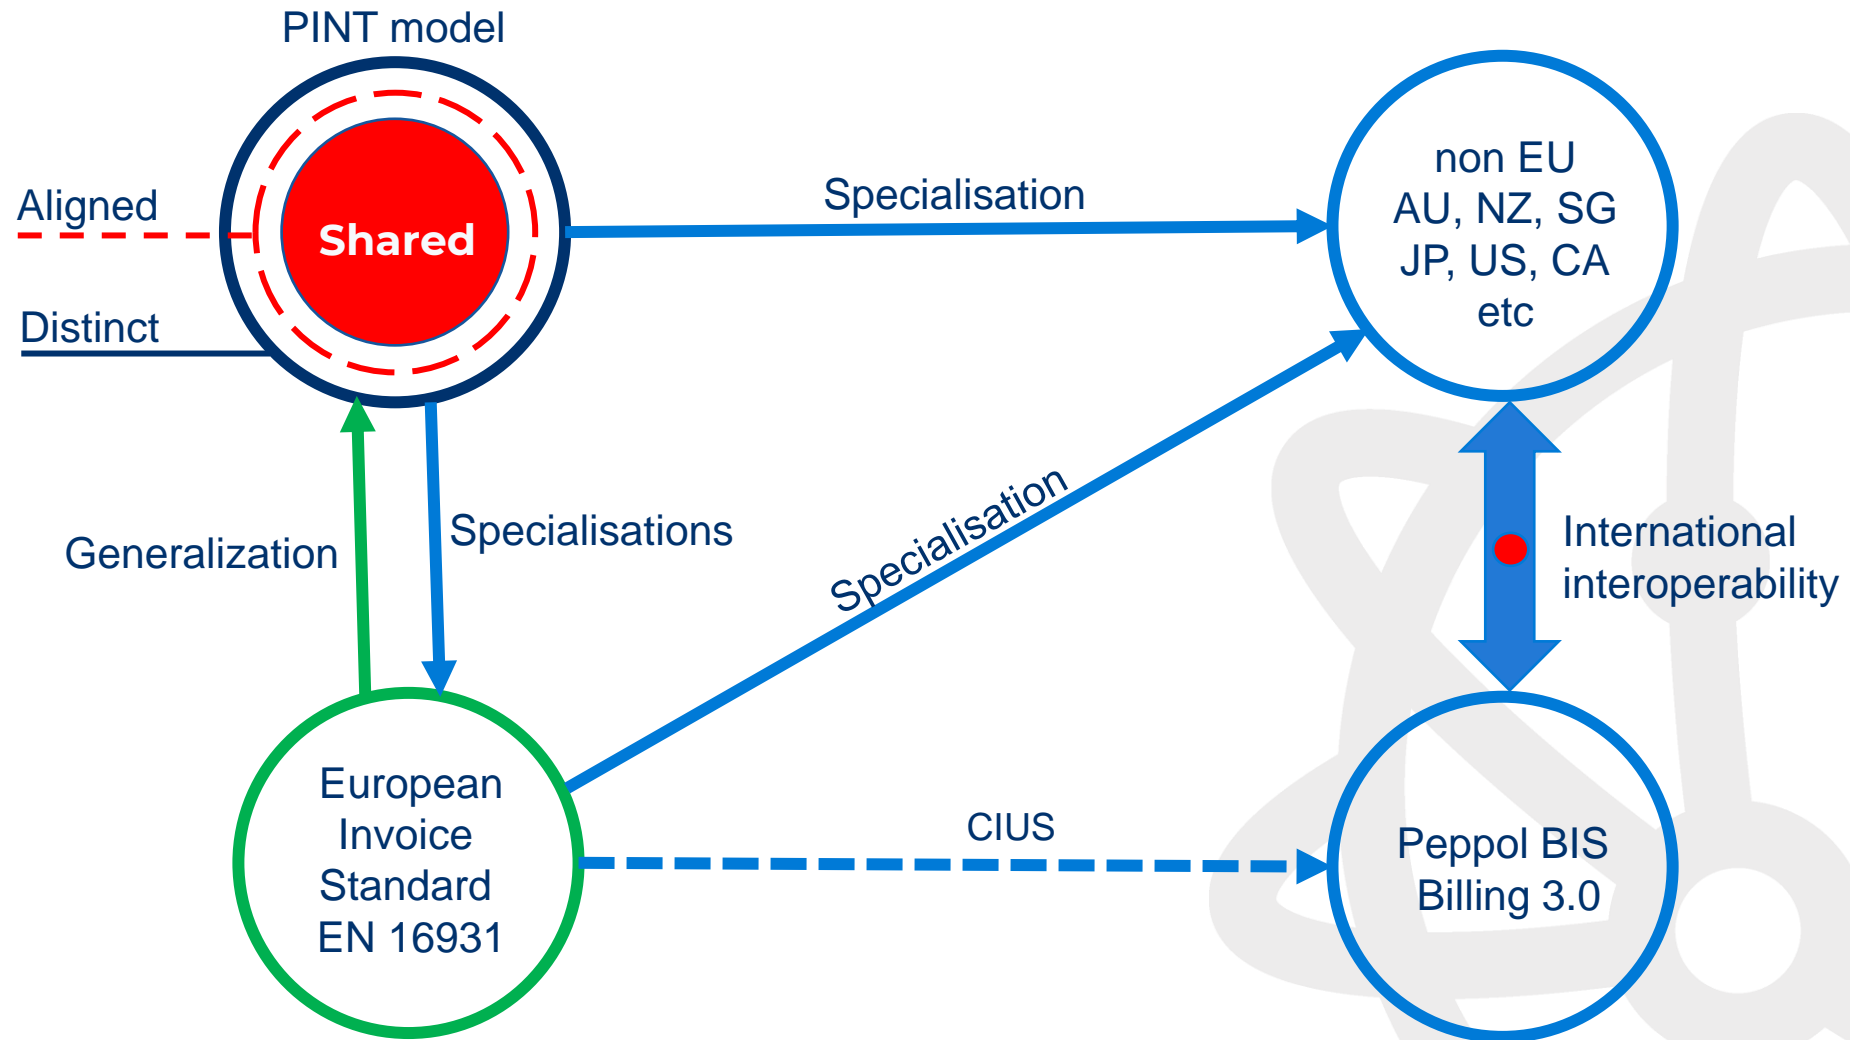 PINT model
Aligned
Shared
Distinct
Specialisation
non EU
AU, NZ, SG
JP, US, CA
etc
Generalization
Specialisations
Specialisation
International
interoperability
European
Invoice
Standard
EN 16931
CIUS
Peppol BIS
Billing 3.0